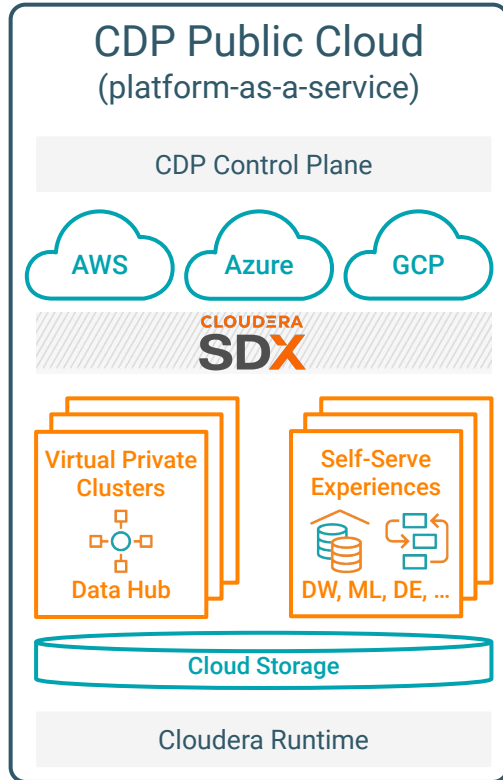 CDP Public Cloud
(platform-as-a-service)
CDP Control Plane
AWS
Azure
GCP
CLOUDERA
SDX
Virtual Private
Clusters
Data Hub
Self-Serve
Experiences
DW, ML, DE, ...
Cloud Storage
Cloudera Runtime